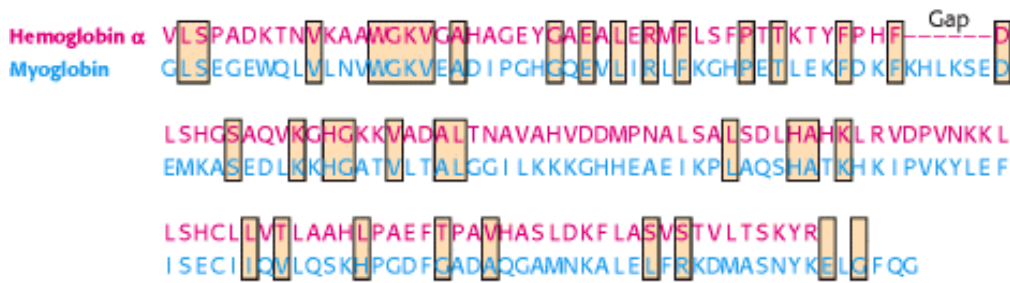 Gap
Hemoglobin α VLSPADKTNVKAAWGKVGAHAGEYGAEALERMFLSFPTTKTYFPHF------D
Myoglobin GLSEGEWQLVLNVWGKVEADIPGHGQEVLIRLFKGHPETLEKFDKFKHLKSED
LSHGSAQVKGHGKKVADALTNAVAHVDDMPNALSALSDLHAHKLRVDPVNKKL
EMKASEDLKKHGATVLTALGGILKKKGHHEAEIKPLAQSHATKHKIPVKYLEF
LSHCLLVTLAAHLPAEFTPAVHASLDKFLASVSTVLTSKYR
ISECIIQVLQSKHPGDFGADAQGAMNKALELFRKDMASNYKELGFQG